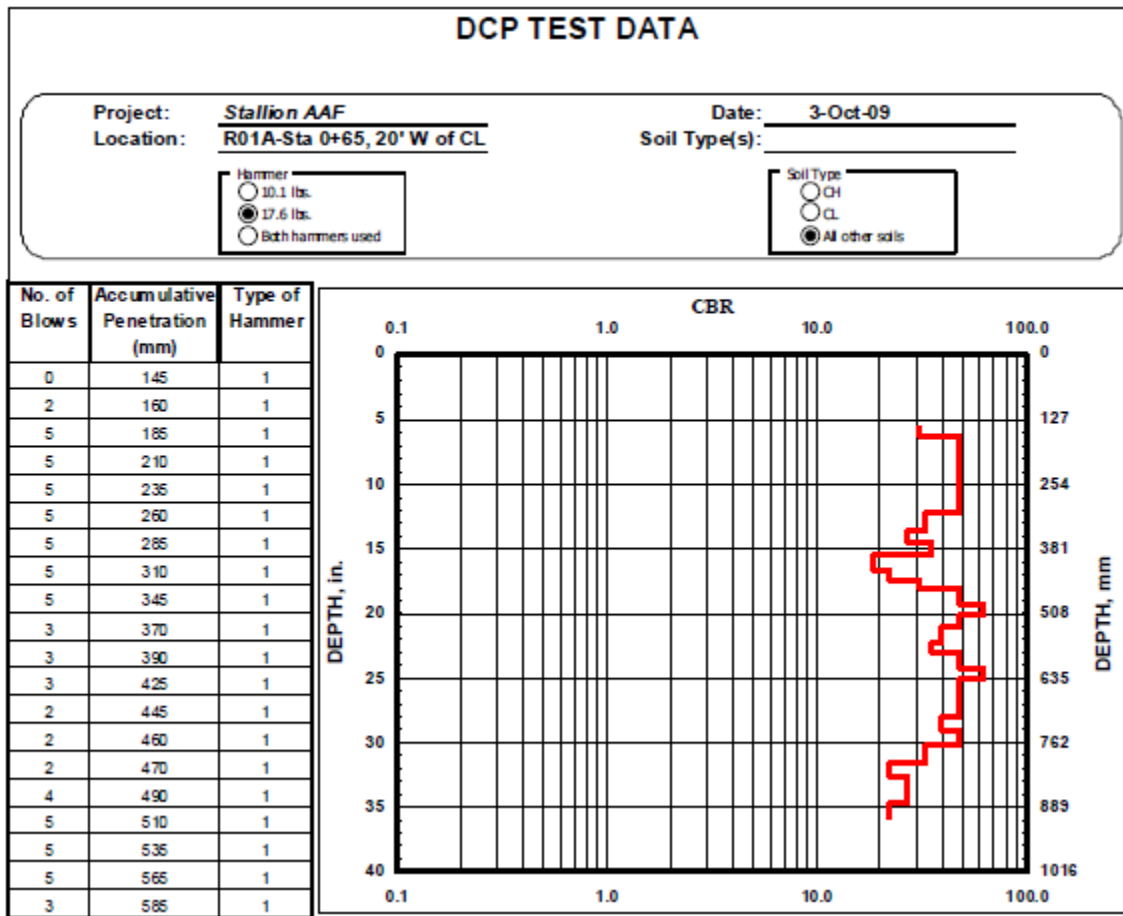 DCP TEST DATA
Project: Stallion AAF Date: 3-Oct-09
Location: R01A-Sta 0+65, 20' W of CL Soil Type(s):
Hammer Soil Type
10.1 lbs. CH
17.6 lbs. CL
Both hammers used All other soils
No. of Blows Accumulative Penetration (mm) Type of Hammer
0 145 1
2 160 1
5 185 1
5 210 1
5 235 1
5 260 1
5 285 1
5 310 1
5 345 1
3 370 1
3 390 1
3 425 1
2 445 1
2 460 1
2 470 1
4 490 1
5 510 1
5 535 1
5 565 1
3 585 1
CBR
0.1 1.0 10.0 100.0
0 0
5 127
10 254
15 381
20 508
25 635
30 762
35 889
40 1016
DEPTH, in.
DEPTH, mm
0.1 1.0 10.0 100.0